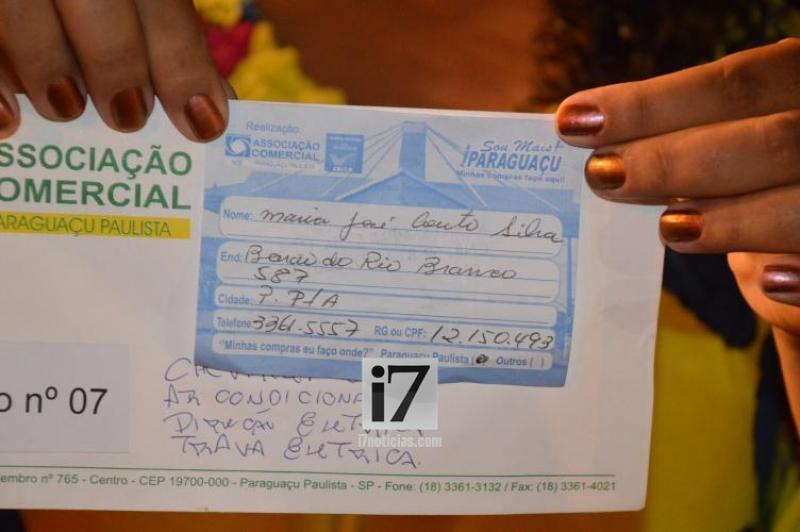 Realização:
ASSOCIAÇÃO
COMERCIAL
PARAGUAÇU PAULISTA
Sou Mais+
PARAGUAÇU
Minhas compras faço aqui!
SSOCIAÇÃO
OMERCIAL
ARAGUAÇU PAULISTA
Nome: Maria José Couto Silva
End: Barão do Rio Branco
587
Cidade: P. PTA
Telefone: 3361.5557 RG ou CPF: 12.150.493
"Minhas compras eu faço onde?" Paraguaçu Paulista ( ) Outros ( )
o nº 07
AR CONDICIONA
DIREÇÃO ELETRICA
TRAVA ELETRICA.
i7
i7noticias.com
embro nº 765 - Centro - CEP 19700-000 - Paraguaçu Paulista - SP - Fone: (18) 3361-3132 / Fax: (18) 3361-4021